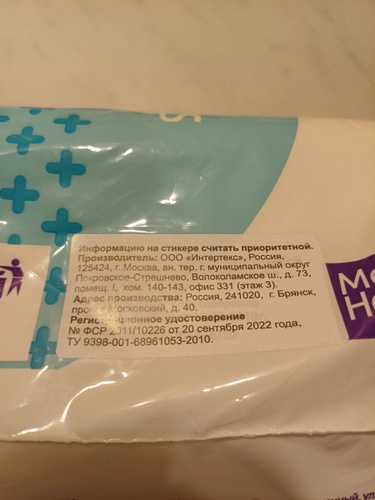 S
Информацию на стикере считать приоритетной.
Производитель: ООО «Интертекс», Россия,
125424, г. Москва, вн. тер. г. муниципальный округ
Покровское-Стрешнево, Волоколамское ш., д. 73,
помещ. I, ком. 140-143, офис 331 (этаж 3).
Адрес производства: Россия, 241020, г. Брянск,
Московский, д. 40.
Регистрационное удостоверение
№ ФСР 2011/10226 от 20 сентября 2022 года,
ТУ 9398-001-68961053-2010.